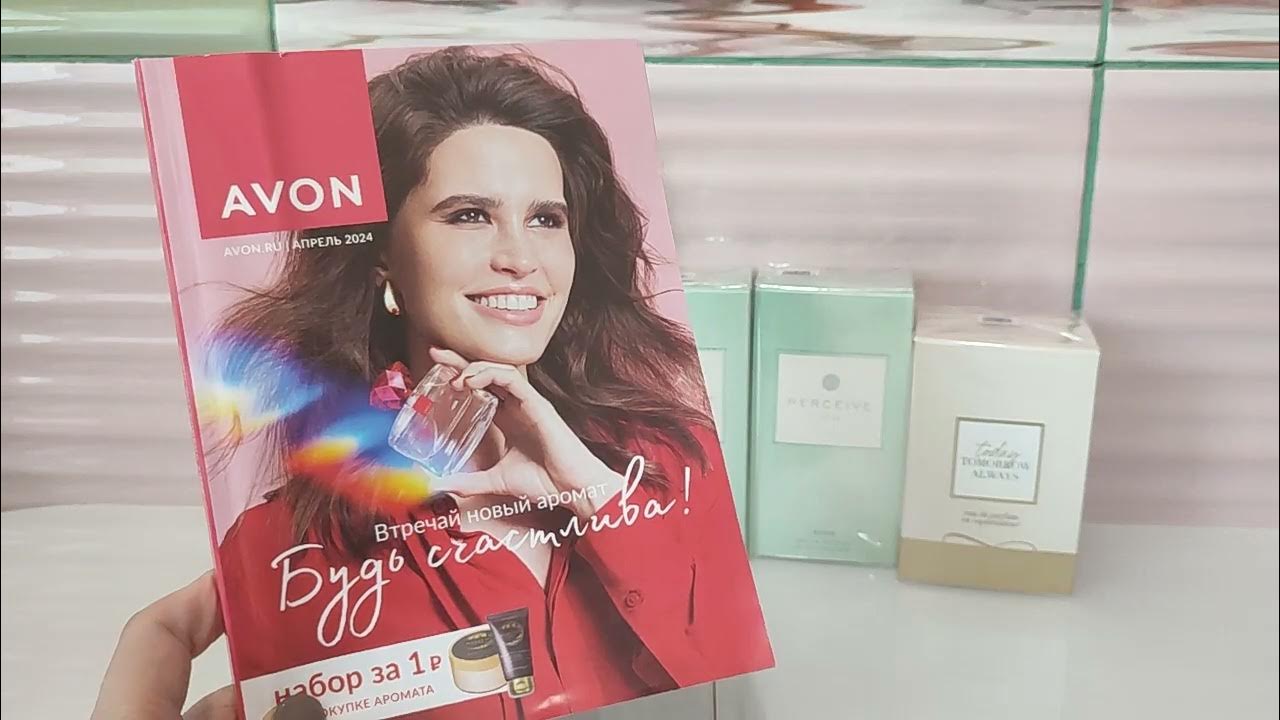 AVON
AVON.RU | АПРЕЛЬ 2024
Втречай новый аромат
Будь счастлива!
набор за 1 ₽
ПОКУПКЕ АРОМАТА
PERCEIVE
today
TOMORROW
ALWAYS